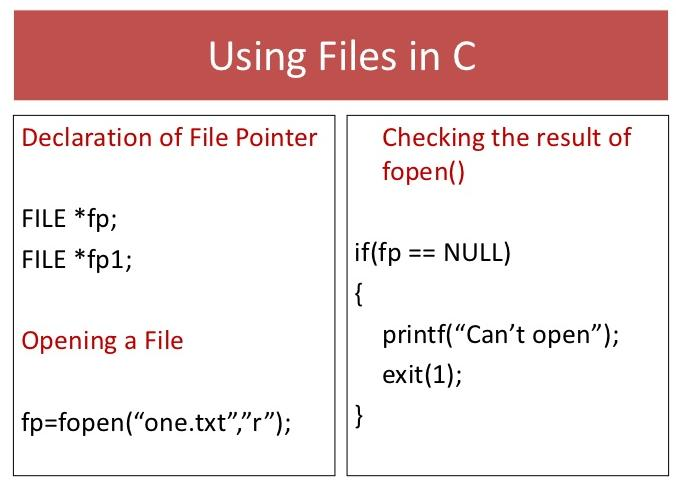 Using Files in C
Declaration of File Pointer
FILE *fp;
FILE *fp1;
Opening a File
fp=fopen(“one.txt”,”r”);
Checking the result of
fopen()
if(fp == NULL)
{
printf(“Can’t open”);
exit(1);
}